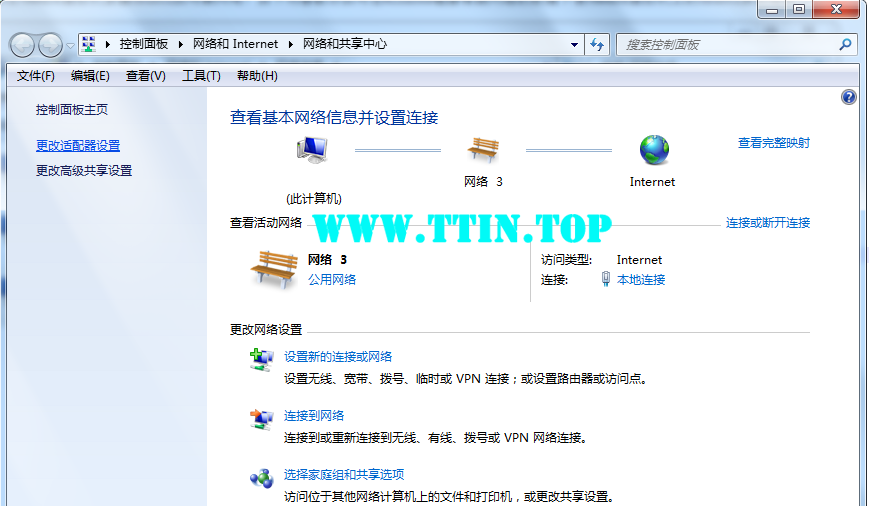 控制面板 网络和 Internet 网络和共享中心
搜索控制面板
文件(F) 编辑(E) 查看(V) 工具(T) 帮助(H)
控制面板主页
更改适配器设置
更改高级共享设置
查看基本网络信息并设置连接
查看完整映射
网络 3
Internet
(此计算机)
查看活动网络
连接或断开连接
WWW.TTIN.TOP
网络 3
公用网络
访问类型: Internet
连接: 本地连接
更改网络设置
设置新的连接或网络
设置无线、宽带、拨号、临时或 VPN 连接；或设置路由器或访问点。
连接到网络
连接到或重新连接到无线、有线、拨号或 VPN 网络连接。
选择家庭组和共享选项
访问位于其他网络计算机上的文件和打印机，或更改共享设置。